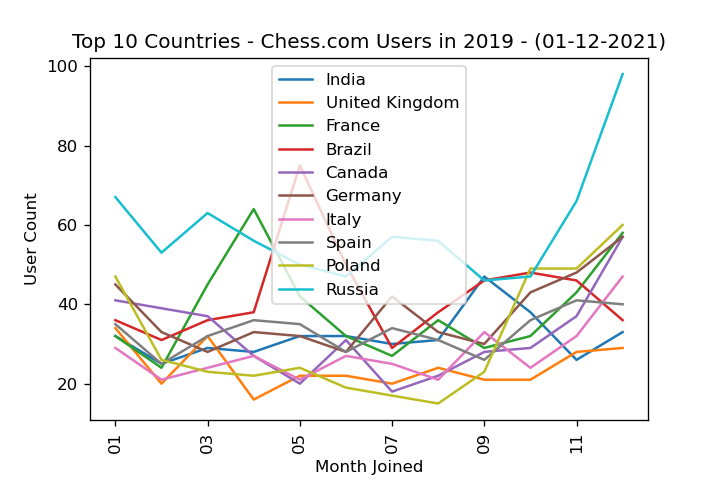 Top 10 Countries - Chess.com Users in 2019 - (01-12-2021)
100
80
60
40
20
User Count
India
United Kingdom
France
Brazil
Canada
Germany
Italy
Spain
Poland
Russia
01
03
05
07
09
11
Month Joined